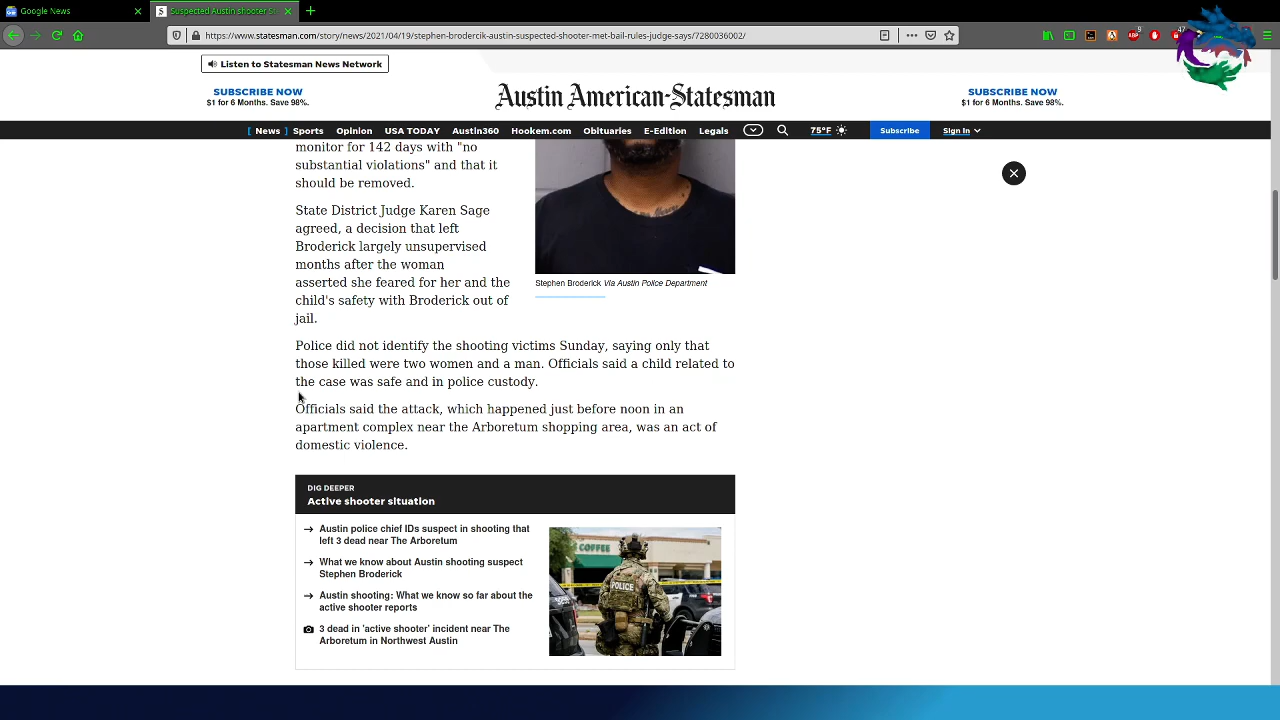 Google News
Suspected Austin shooter St
https://www.statesman.com/story/news/2021/04/19/stephen-broderdk-austin-suspected-shooter-met-bail-rules-judge-says/7280036002/
Listen to Statesman News Network
SUBSCRIBE NOW
$1 for 6 Months. Save 98%.
Austin American-Statesman
SUBSCRIBE NOW
$1 for 6 Months. Save 98%.
[ News ] Sports Opinion USA TODAY Austin360 Hookem.com Obituaries E-Edition Legals 75°F Subscribe Sign In
monitor for 142 days with "no
substantial violations" and that it
should be removed.
State District Judge Karen Sage
agreed, a decision that left
Broderick largely unsupervised
months after the woman
asserted she feared for her and the
child's safety with Broderick out of
jail.
Stephen Broderick Via Austin Police Department
Police did not identify the shooting victims Sunday, saying only that
those killed were two women and a man. Officials said a child related to
the case was safe and in police custody.
Officials said the attack, which happened just before noon in an
apartment complex near the Arboretum shopping area, was an act of
domestic violence.
DIG DEEPER
Active shooter situation
Austin police chief IDs suspect in shooting that
left 3 dead near The Arboretum
What we know about Austin shooting suspect
Stephen Broderick
Austin shooting: What we know so far about the
active shooter reports
3 dead in 'active shooter' incident near The
Arboretum in Northwest Austin
COFFEE
POLICE